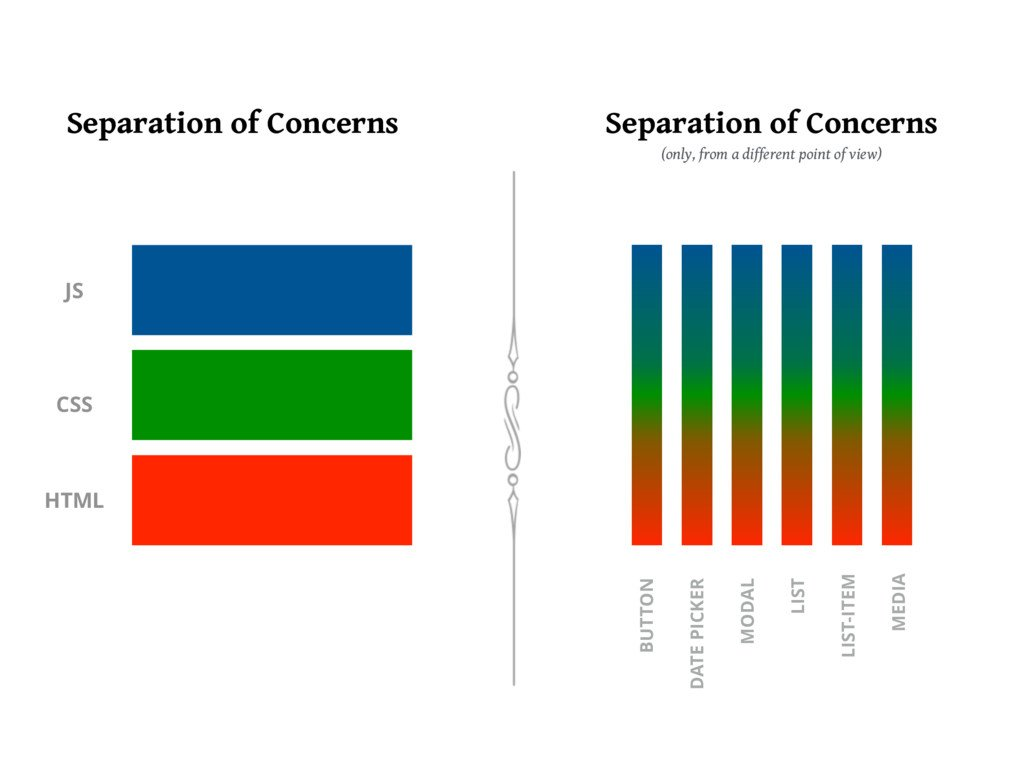 Separation of Concerns
JS
CSS
HTML
Separation of Concerns
(only, from a different point of view)
BUTTON
DATE PICKER
MODAL
LIST
LIST-ITEM
MEDIA